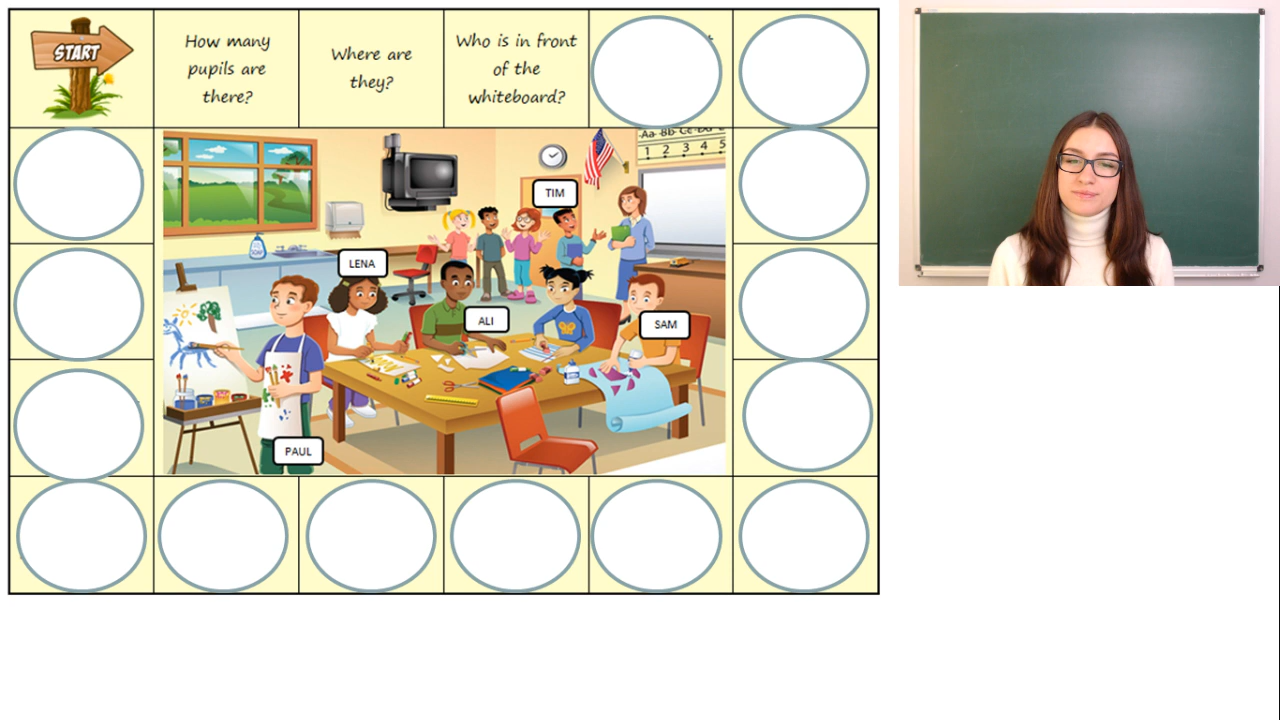 START
How many
pupils are
there?
Where are
they?
Who is in front
of the
whiteboard?
Aa Bb Cc Dd
1 2 3 4 5
TIM
LENA
ALI
SAM
PAUL